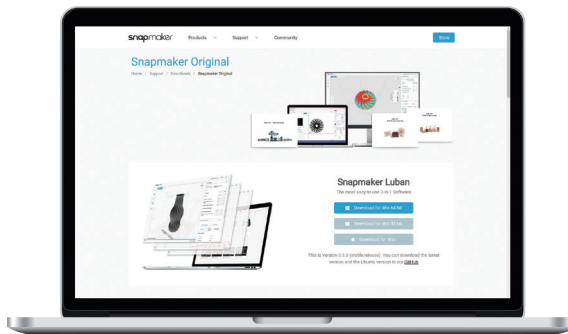 snapmaker
Products
Support
Community
Store
Snapmaker Original
Home / Support / Downloads / Snapmaker Original
Snapmaker Luban
The most easy-to-use 3-in-1 Software
Download for Win 64 bit
Download for Win 32 bit
Download for Mac
This is Version 3.3.3 (stable release). You can download the latest
version and the Ubuntu version in our GitHub